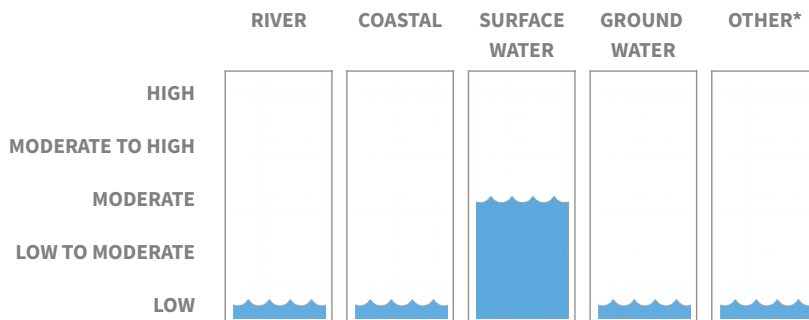 RIVER
COASTAL
SURFACE
WATER
GROUND
WATER
OTHER*
HIGH
MODERATE TO HIGH
MODERATE
LOW TO MODERATE
LOW